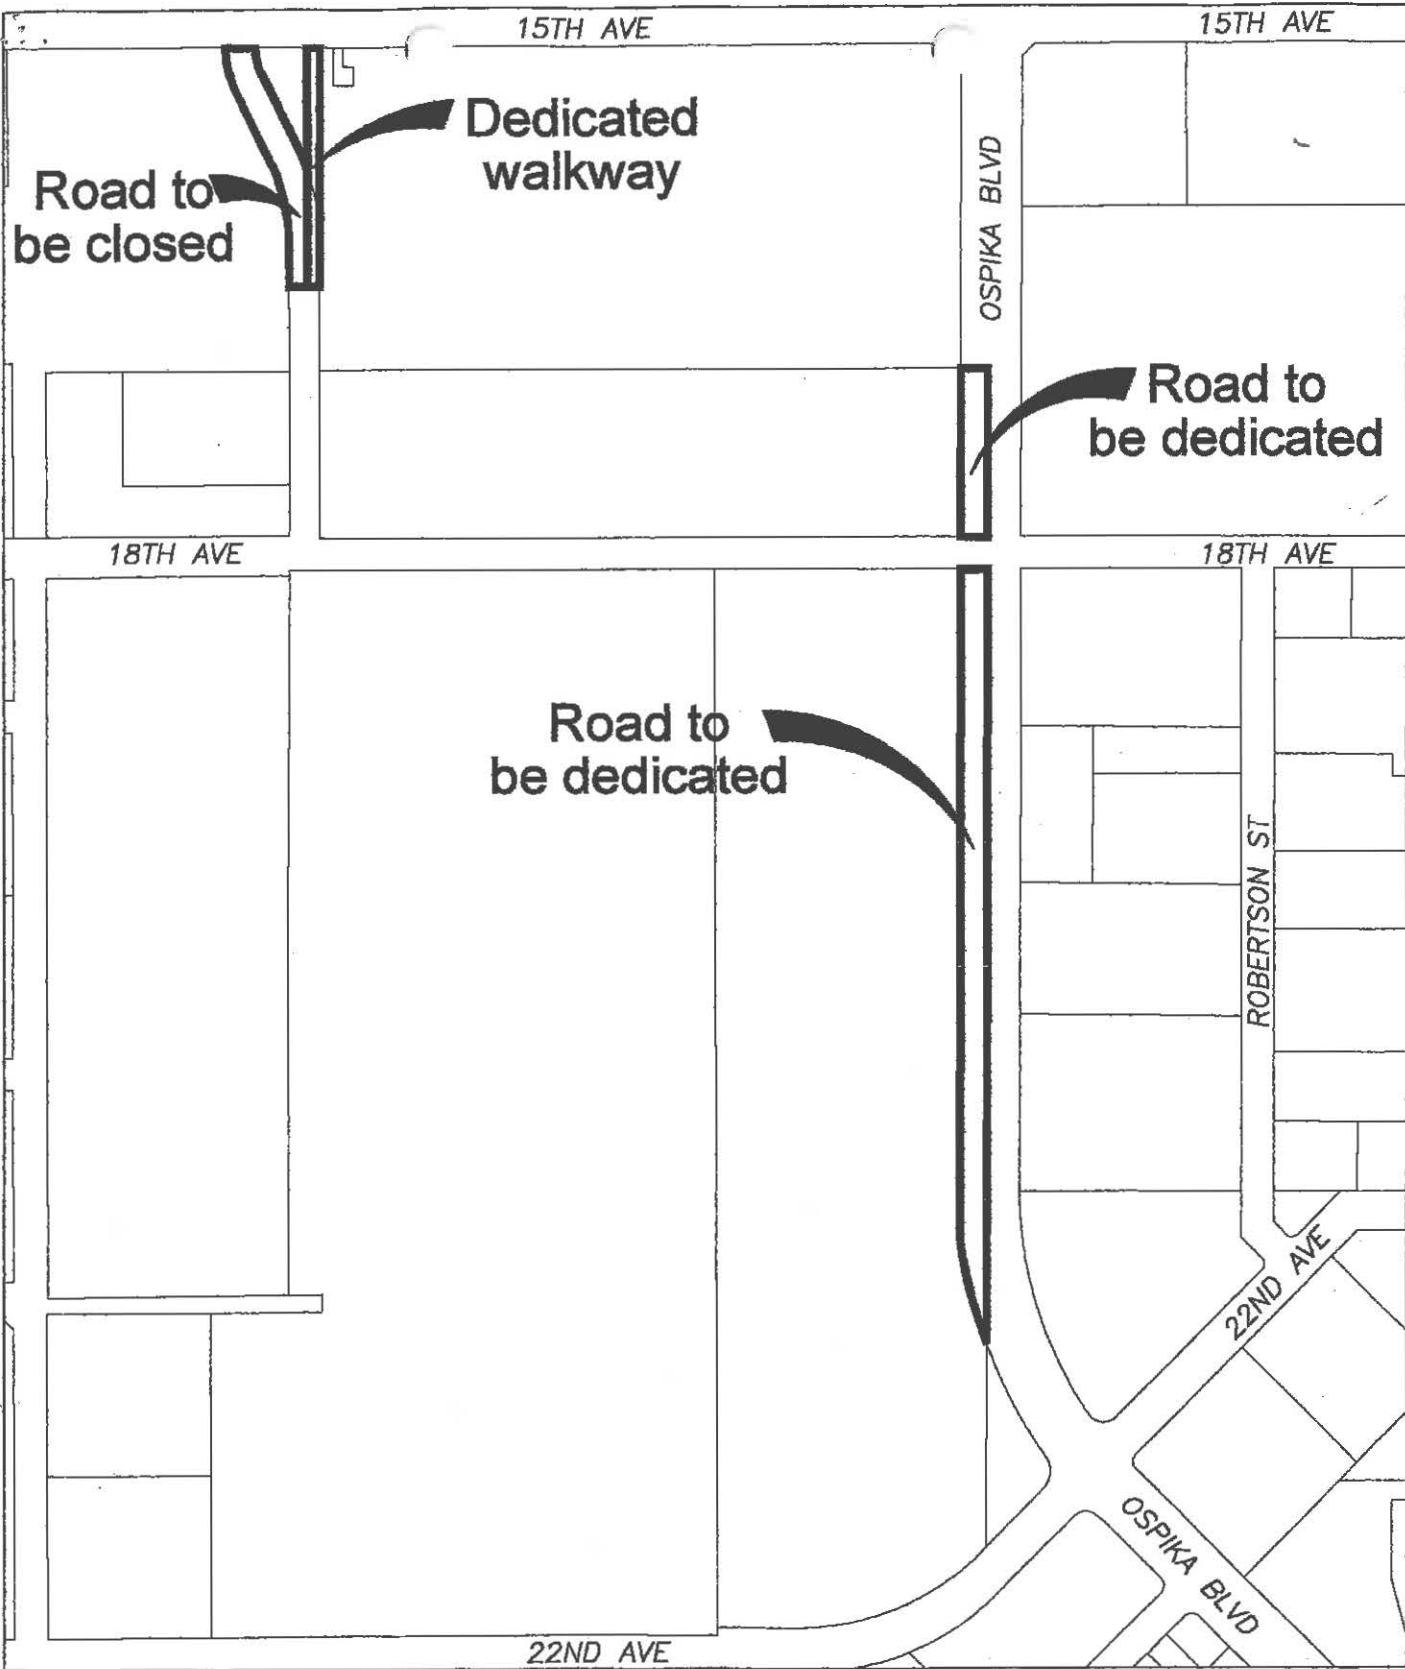 15TH AVE
15TH AVE
Dedicated
walkway
Road to
be closed
OSPIKA BLVD
Road to
be dedicated
18TH AVE
18TH AVE
Road to
be dedicated
ROBERTSON ST
22ND AVE
OSPIKA BLVD
22ND AVE